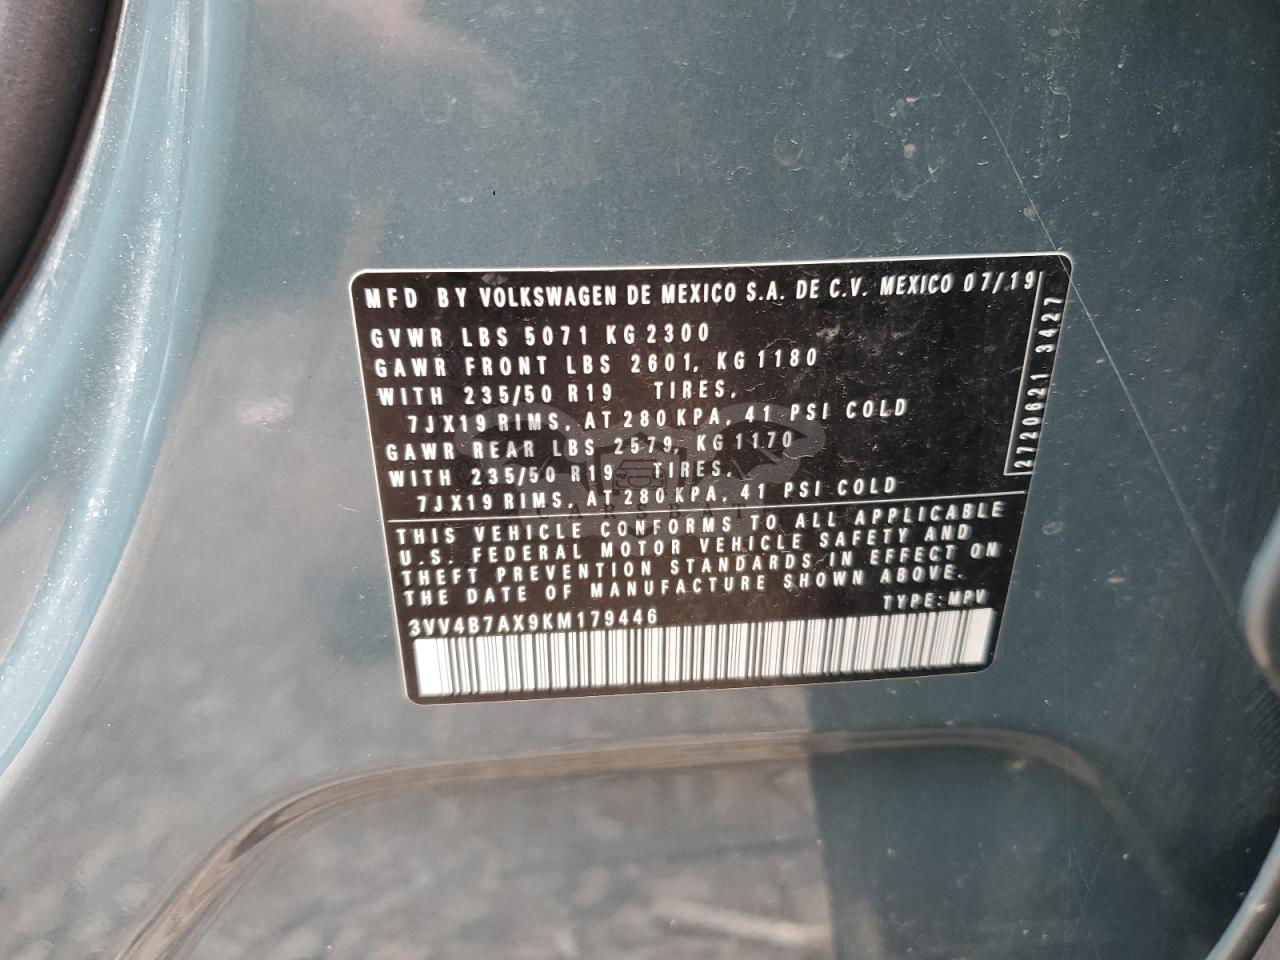 MFD BY VOLKSWAGEN DE MEXICO S.A. DE C.V. MEXICO 07/19
GVWR LBS 5071 KG 2300
GAWR FRONT LBS 2601, KG 1180
WITH 235/50 R19 TIRES,
7JX19 RIMS, AT 280 KPA, 41 PSI COLD
GAWR REAR LBS 2579, KG 1170
WITH 235/50 R19 TIRES,
7JX19 RIMS, AT 280 KPA, 41 PSI COLD
2720621 3427
THIS VEHICLE CONFORMS TO ALL APPLICABLE
U.S. FEDERAL MOTOR VEHICLE SAFETY AND
THEFT PREVENTION STANDARDS IN EFFECT ON
THE DATE OF MANUFACTURE SHOWN ABOVE.
3VV4B7AX9KM179446 TYPE: MPV